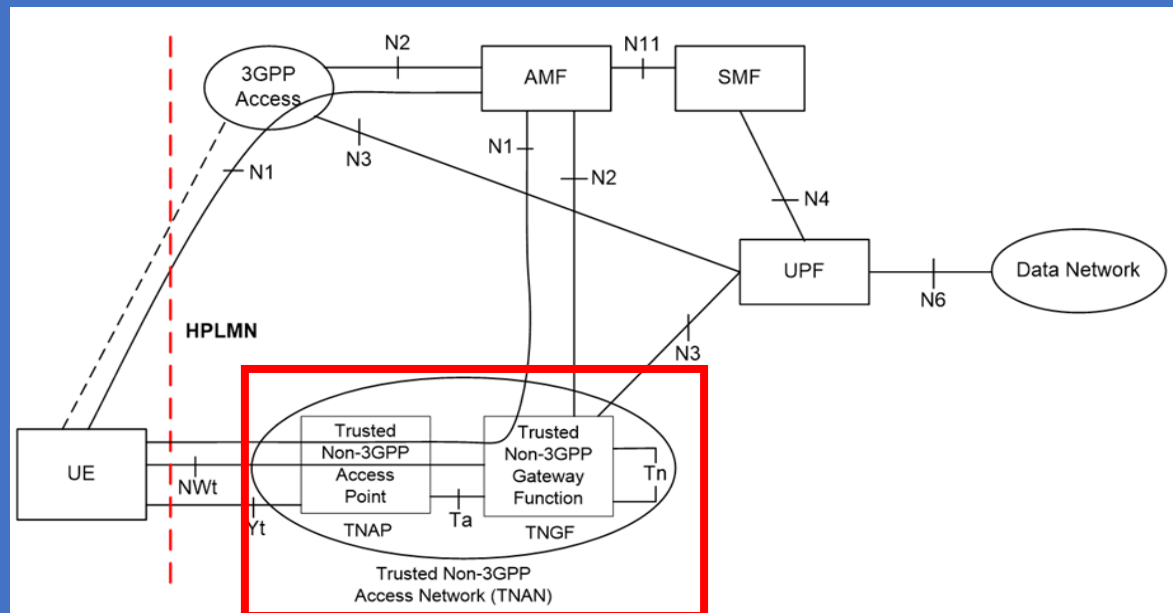 N2
N11
3GPP
Access
AMF
SMF
N1
N3
N1
N2
N4
UPF
Data Network
N6
HPLMN
N3
UE
NWt
Yt
Trusted
Non-3GPP
Access
Point
TNAP
Ta
Trusted
Non-3GPP
Gateway
Function
TNGF
Tn
Trusted Non-3GPP
Access Network (TNAN)